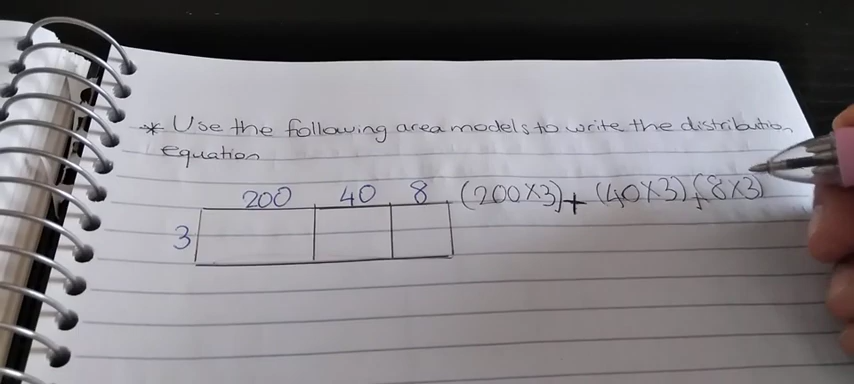 * Use the following area models to write the distribution
equation
200 40 8 (200×3)+ (40×3)+(8×3)
3